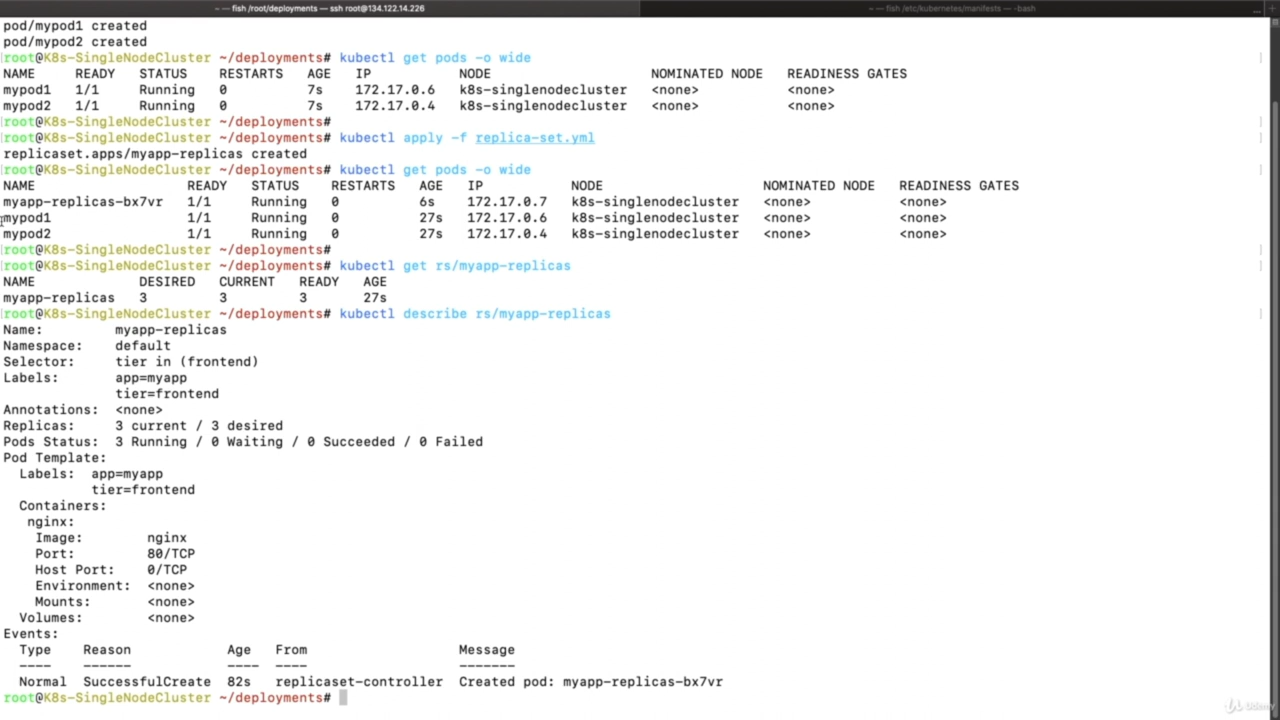 ~ — fish /root/deployments — ssh root@134.122.14.226
~ — fish /etc/kubernetes/manifests — -bash
pod/mypod1 created
pod/mypod2 created
root@K8s-SingleNodeCluster ~/deployments# kubectl get pods -o wide
NAME READY STATUS RESTARTS AGE IP NODE NOMINATED NODE READINESS GATES
mypod1 1/1 Running 0 7s 172.17.0.6 k8s-singlenodecluster <none> <none>
mypod2 1/1 Running 0 7s 172.17.0.4 k8s-singlenodecluster <none> <none>
root@K8s-SingleNodeCluster ~/deployments#
root@K8s-SingleNodeCluster ~/deployments# kubectl apply -f replica-set.yml
replicaset.apps/myapp-replicas created
root@K8s-SingleNodeCluster ~/deployments# kubectl get pods -o wide
NAME READY STATUS RESTARTS AGE IP NODE NOMINATED NODE READINESS GATES
myapp-replicas-bx7vr 1/1 Running 0 6s 172.17.0.7 k8s-singlenodecluster <none> <none>
mypod1 1/1 Running 0 27s 172.17.0.6 k8s-singlenodecluster <none> <none>
mypod2 1/1 Running 0 27s 172.17.0.4 k8s-singlenodecluster <none> <none>
root@K8s-SingleNodeCluster ~/deployments#
root@K8s-SingleNodeCluster ~/deployments# kubectl get rs/myapp-replicas
NAME DESIRED CURRENT READY AGE
myapp-replicas 3 3 3 27s
root@K8s-SingleNodeCluster ~/deployments# kubectl describe rs/myapp-replicas
Name: myapp-replicas
Namespace: default
Selector: tier in (frontend)
Labels: app=myapp
tier=frontend
Annotations: <none>
Replicas: 3 current / 3 desired
Pods Status: 3 Running / 0 Waiting / 0 Succeeded / 0 Failed
Pod Template:
Labels: app=myapp
tier=frontend
Containers:
nginx:
Image: nginx
Port: 80/TCP
Host Port: 0/TCP
Environment: <none>
Mounts: <none>
Volumes: <none>
Events:
Type Reason Age From Message
---- ------ ---- ---- -------
Normal SuccessfulCreate 82s replicaset-controller Created pod: myapp-replicas-bx7vr
root@K8s-SingleNodeCluster ~/deployments#
Udemy